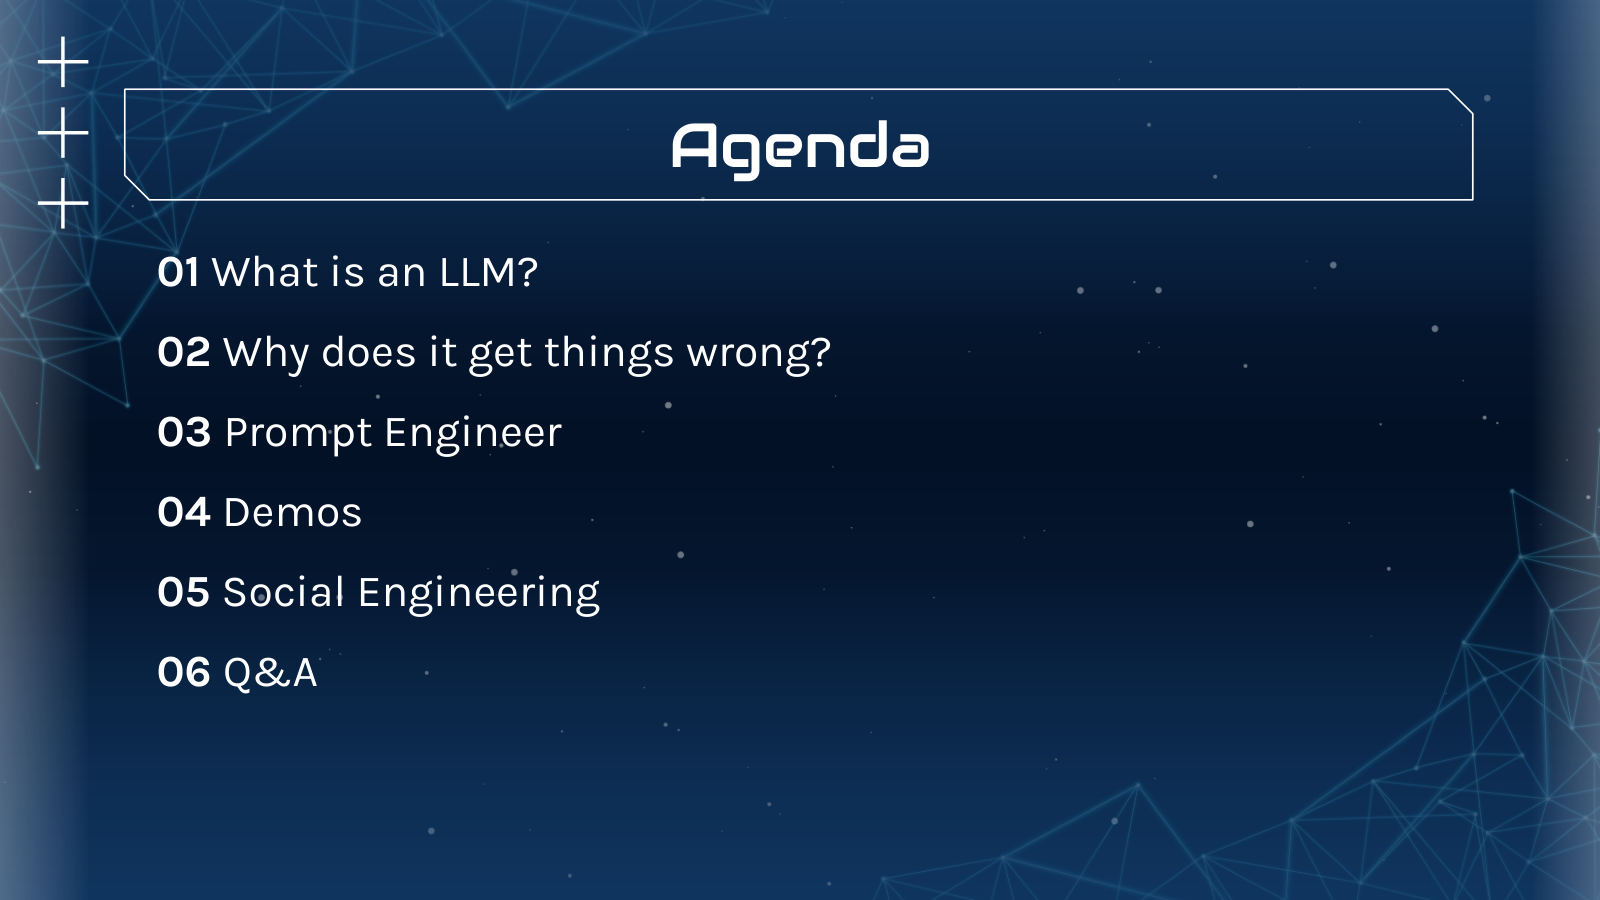 Agenda
01 What is an LLM?
02 Why does it get things wrong?
03 Prompt Engineer
04 Demos
05 Social Engineering
06 Q&A